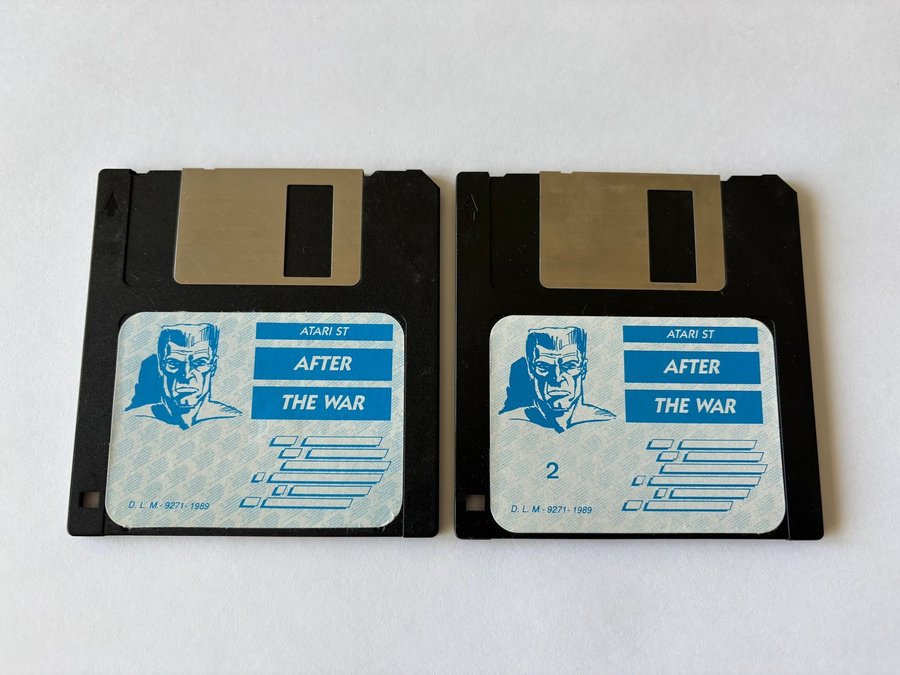 ATARI ST
AFTER
THE WAR
D. L. M. - 9271- 1989
ATARI ST
AFTER
THE WAR
2
D. L. M. - 9271- 1989